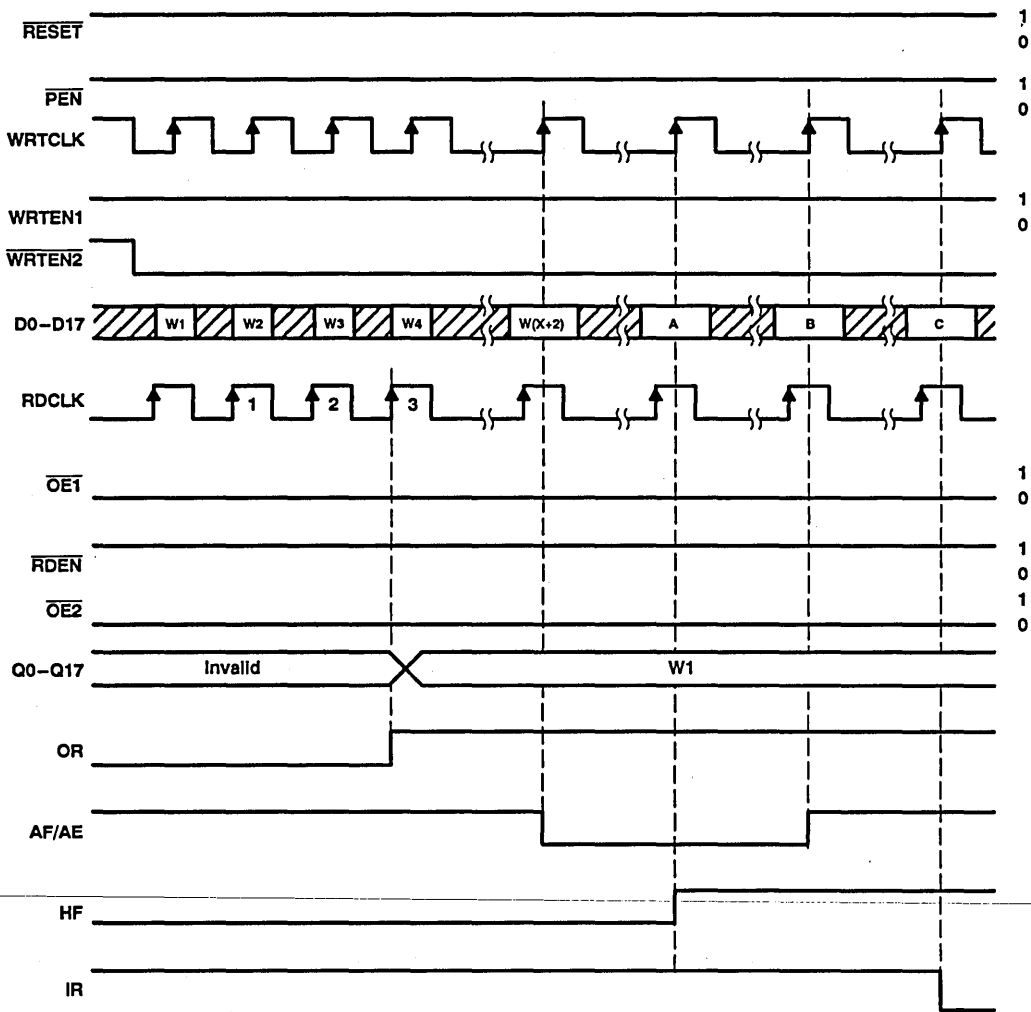 RESET 1
0
PEN 1
0
WRTCLK
WRTEN1 1
0
WRTEN2
D0–D17 W1 W2 W3 W4 W(X+2) A B C
RDCLK 1 2 3
OE1 1
0
RDEN 1
0
OE2 1
0
Q0–Q17 Invalid W1
OR
AF/AE
HF
IR